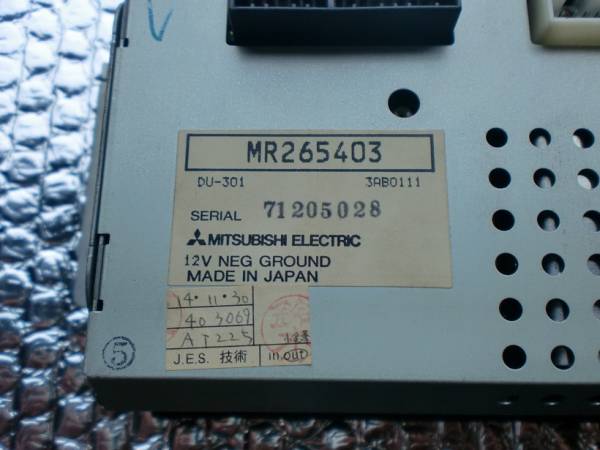 V
MR265403
DU-301 3AB0111
SERIAL 71205028
MITSUBISHI ELECTRIC
12V NEG GROUND
MADE IN JAPAN
14・11・30
403069
AT225
J.E.S. 技術 in.out
5